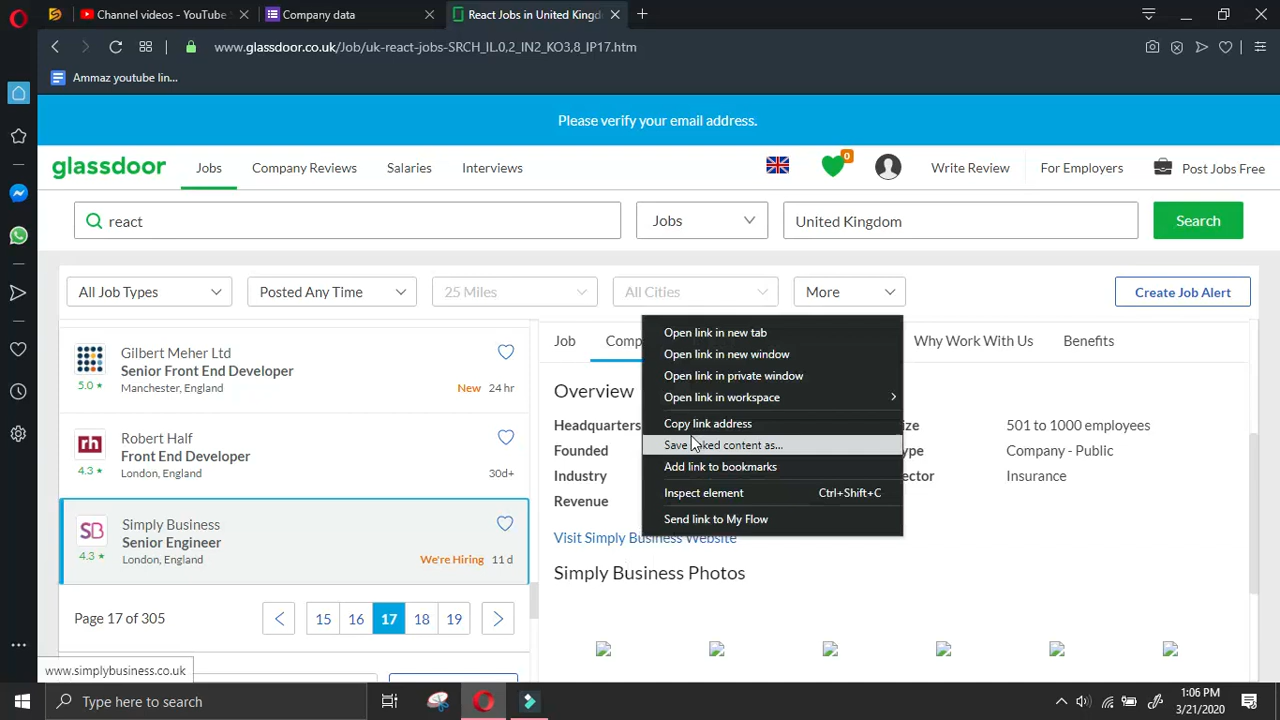 Channel videos - YouTube S
Company data
React Jobs in United Kingd
www.glassdoor.co.uk/Job/uk-react-jobs-SRCH_IL.0,2_IN2_KO3,8_IP17.htm
Ammaz youtube lin...
Please verify your email address.
glassdoor
Jobs
Company Reviews
Salaries
Interviews
0
Write Review
For Employers
Post Jobs Free
react
Jobs
United Kingdom
Search
All Job Types
Posted Any Time
25 Miles
All Cities
More
Create Job Alert
Gilbert Meher Ltd
Senior Front End Developer
Manchester, England
5.0 ★
New 24 hr
Robert Half
Front End Developer
London, England
rh
4.3 ★
30d+
Simply Business
Senior Engineer
London, England
SB
4.3 ★
We're Hiring 11 d
Page 17 of 305
15 16 17 18 19
Job
Comp
Why Work With Us
Benefits
Overview
Headquarters
Founded
Industry
Revenue
ize 501 to 1000 employees
ype Company - Public
ector Insurance
Visit Simply Business Website
Simply Business Photos
Open link in new tab
Open link in new window
Open link in private window
Open link in workspace
Copy link address
Save linked content as...
Add link to bookmarks
Inspect element Ctrl+Shift+C
Send link to My Flow
www.simplybusiness.co.uk
Type here to search
1:06 PM
3/21/2020